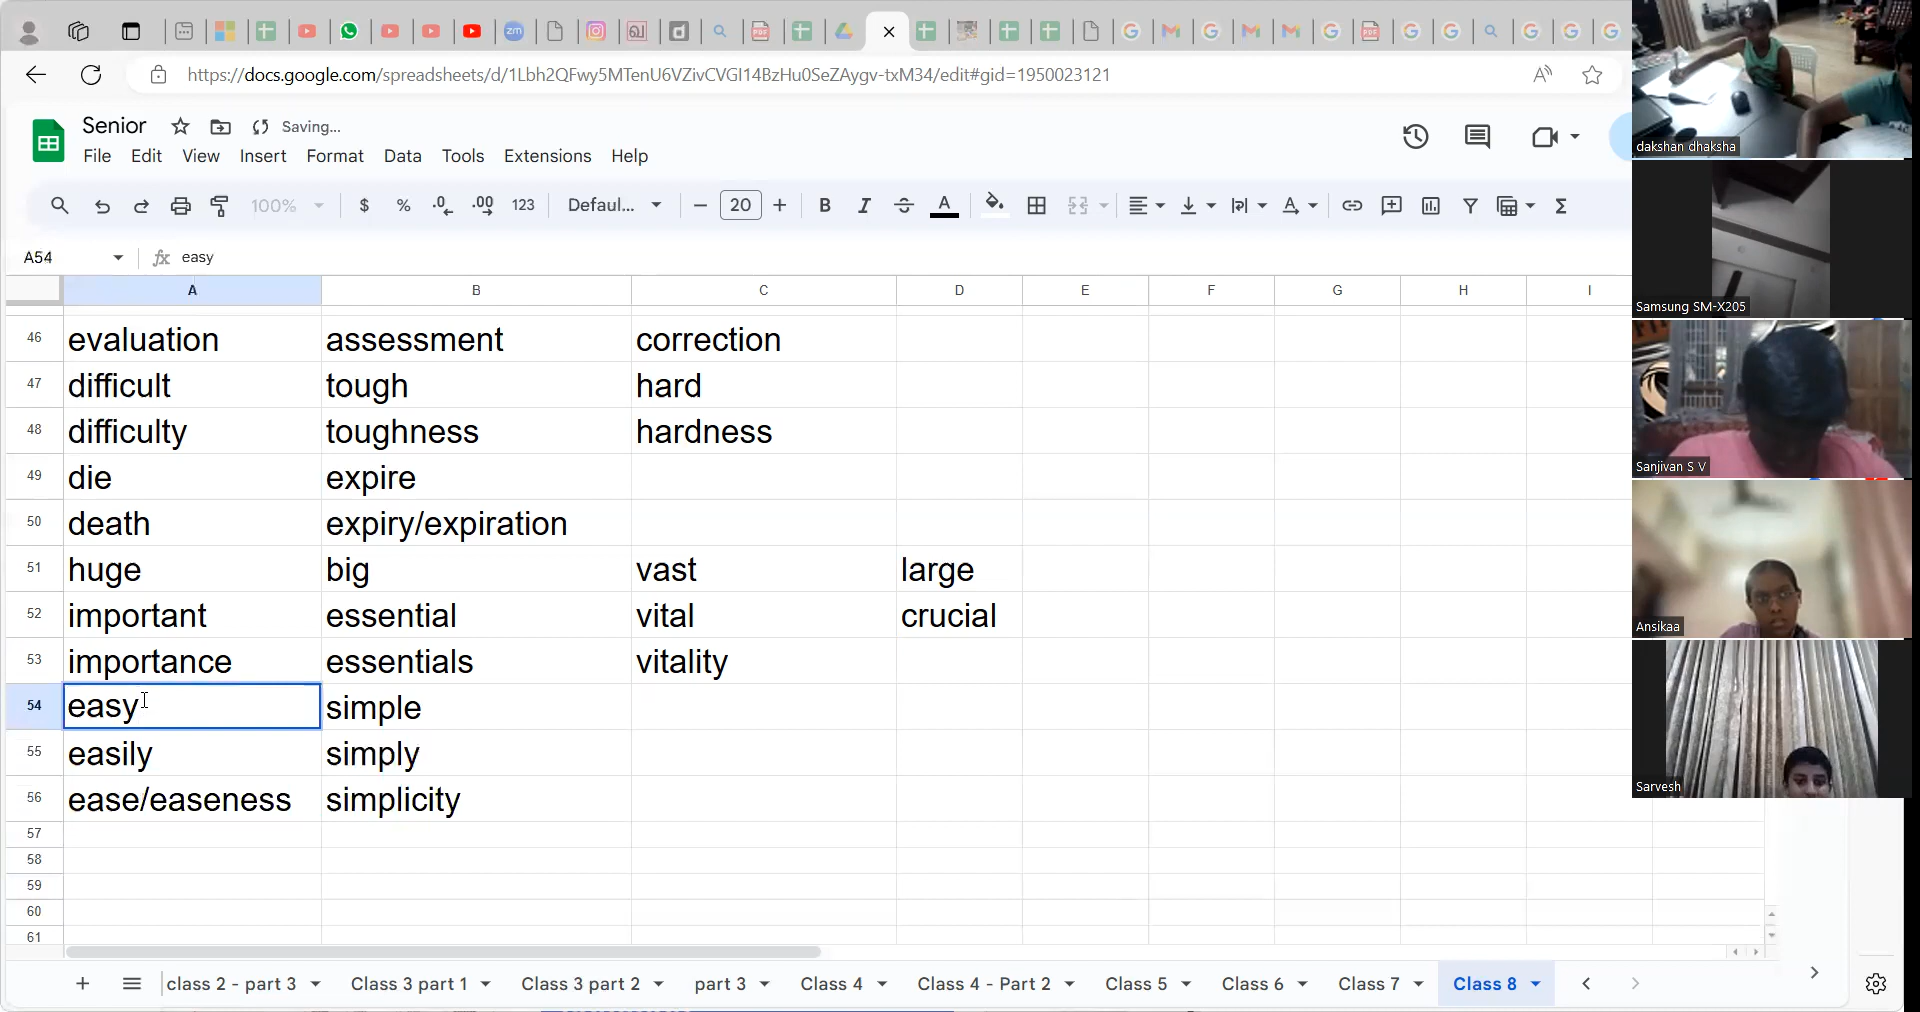 https://docs.google.com/spreadsheets/d/1Lbh2QFwy5MTenU6VZivCVGI14BzHu0SeZAygv-txM34/edit#gid=1950023121
Senior Saving...
File Edit View Insert Format Data Tools Extensions Help
100% $ % .0 .00 123 Defaul... − 20 + B I A
A54 fx easy
A B C D E F G H I
46 evaluation assessment correction
47 difficult tough hard
48 difficulty toughness hardness
49 die expire
50 death expiry/expiration
51 huge big vast large
52 important essential vital crucial
53 importance essentials vitality
54 easy simple
55 easily simply
56 ease/easeness simplicity
57
58
59
60
61
class 2 - part 3 Class 3 part 1 Class 3 part 2 part 3 Class 4 Class 4 - Part 2 Class 5 Class 6 Class 7 Class 8
dakshan dhaksha
Samsung SM-X205
Sanjivan S V
Ansikaa
Sarvesh